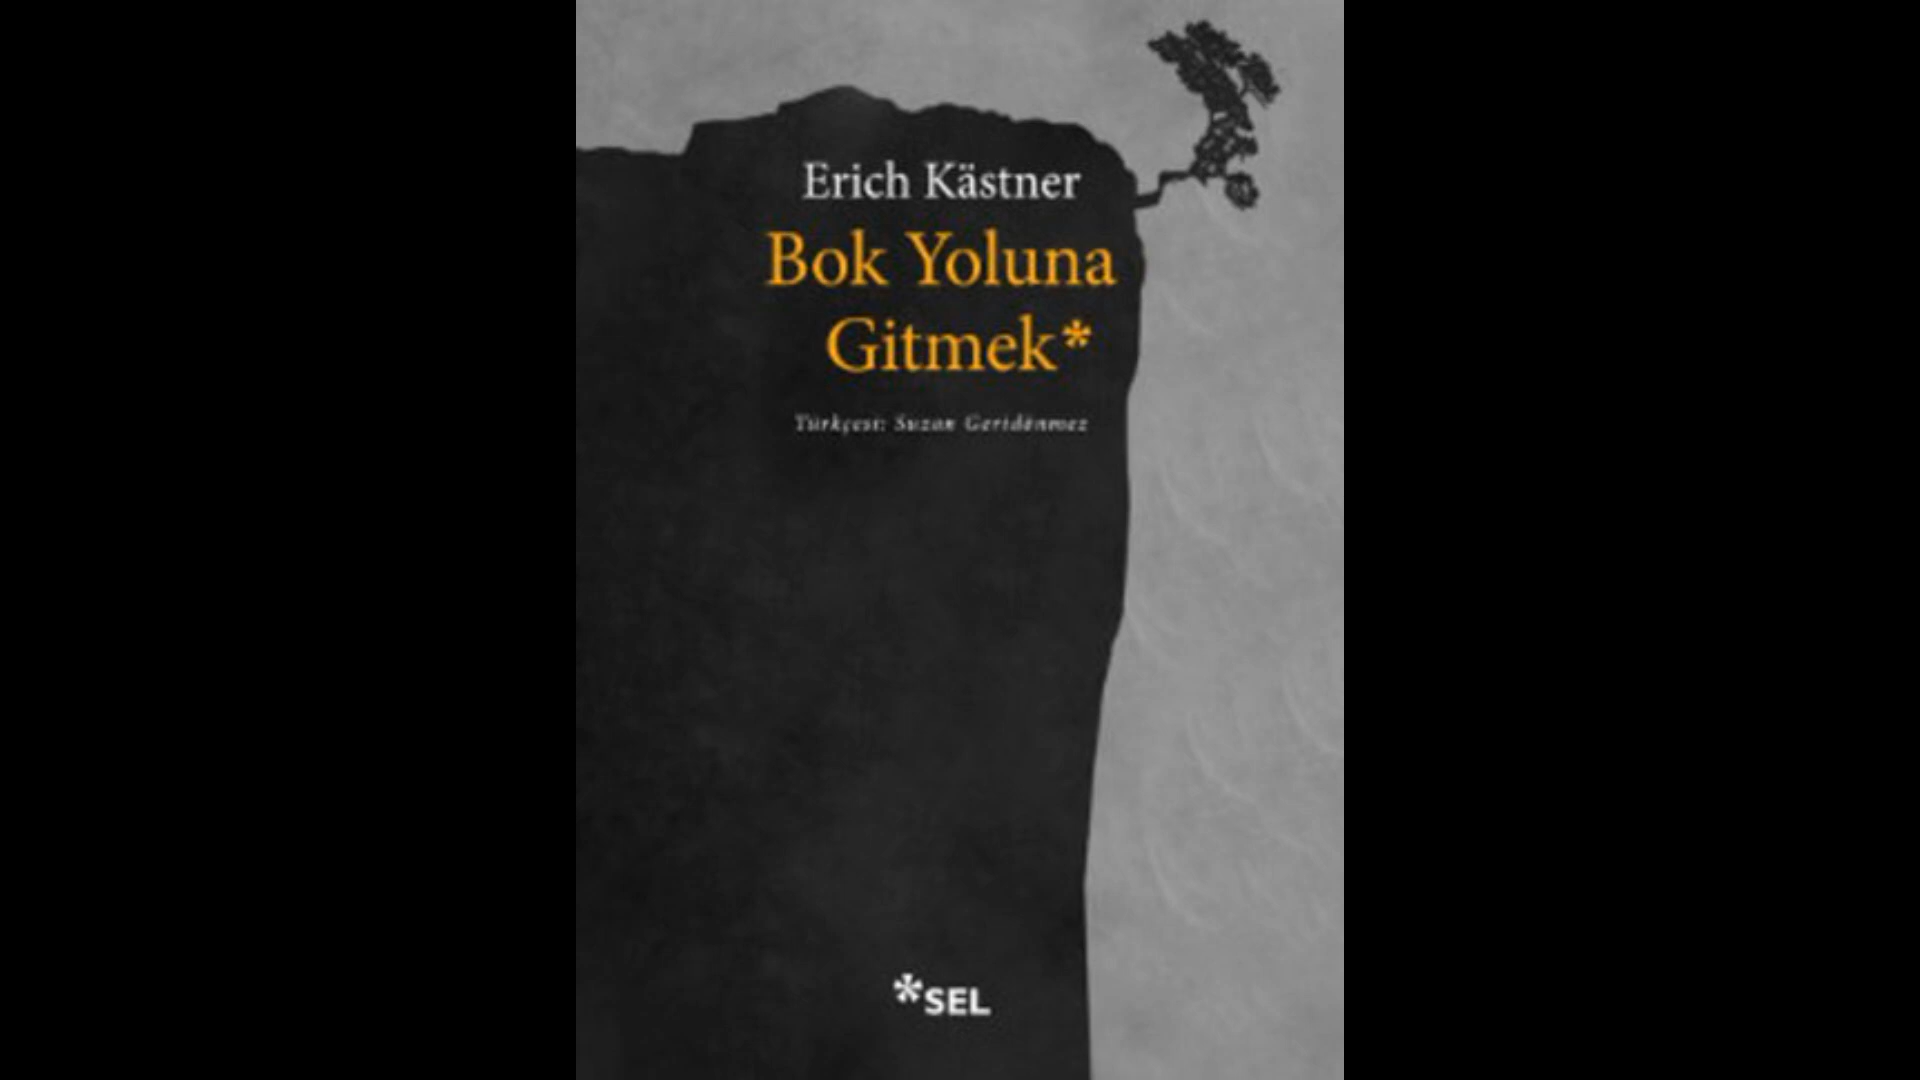 Erich Kästner
Bok Yoluna
Gitmek*
Türkçesi: Suzan Geridönmez
*SEL